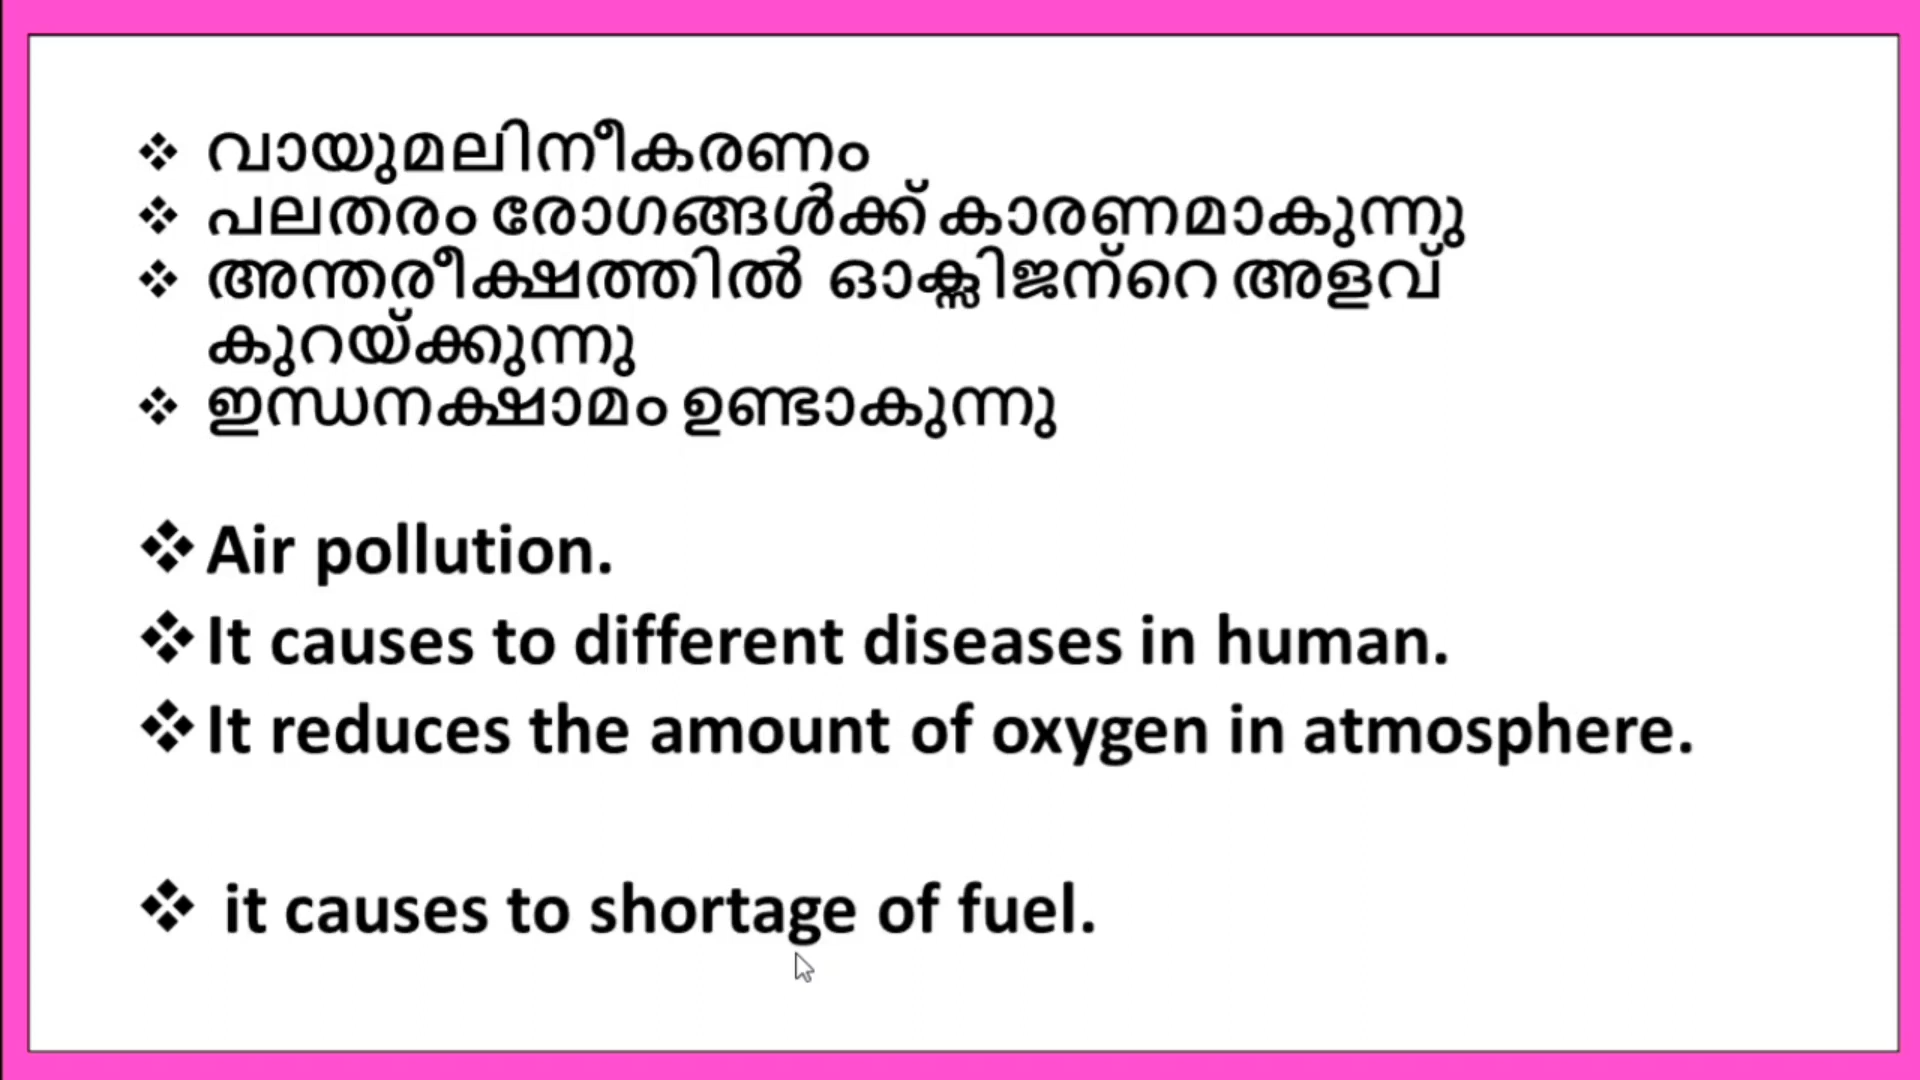 ❖ വായുമലിനീകരണം
❖ പലതരം രോഗങ്ങൾക്ക് കാരണമാകുന്നു
❖ അന്തരീക്ഷത്തിൽ ഓക്സിജന്റെ അളവ്
കുറയ്ക്കുന്നു
❖ ഇന്ധനക്ഷാമം ഉണ്ടാകുന്നു
❖ Air pollution.
❖ It causes to different diseases in human.
❖ It reduces the amount of oxygen in atmosphere.
❖ it causes to shortage of fuel.